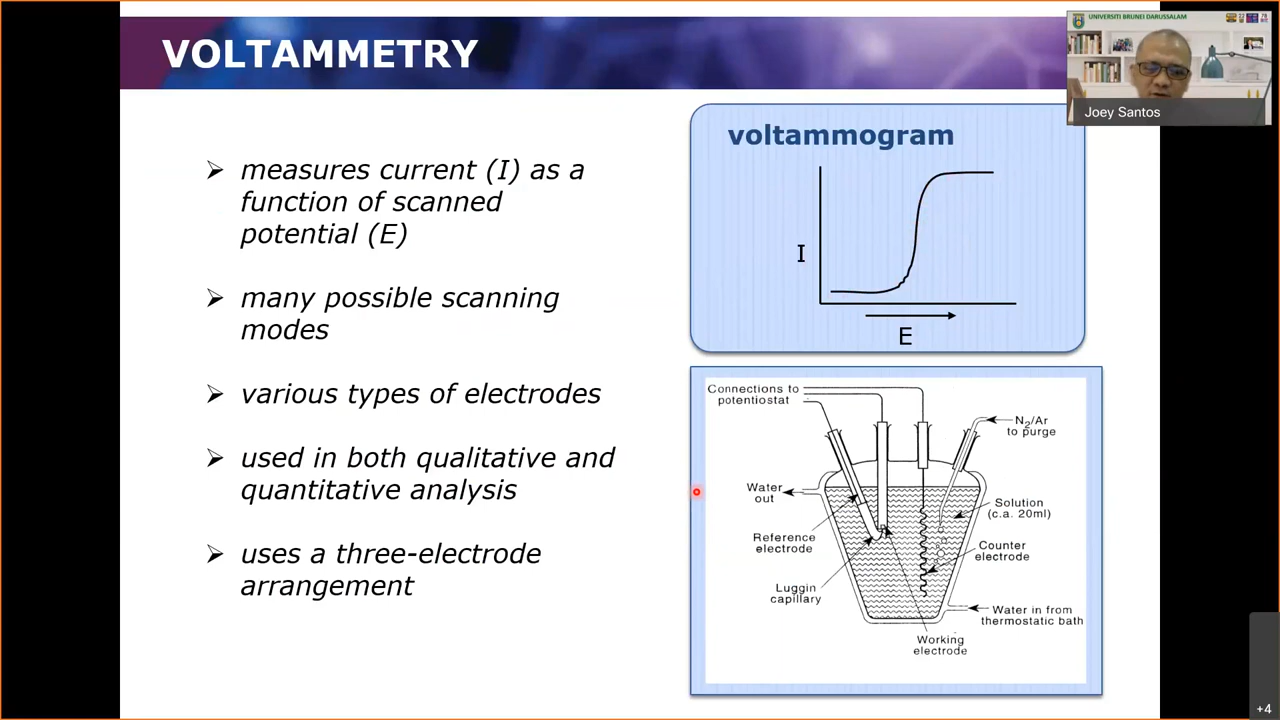 VOLTAMMETRY
UNIVERSITI BRUNEI DARUSSALAM
Joey Santos
➢ measures current (I) as a
function of scanned
potential (E)
➢ many possible scanning
modes
➢ various types of electrodes
➢ used in both qualitative and
quantitative analysis
➢ uses a three-electrode
arrangement
voltammogram
I
E
Connections to
potentiostat
N2/Ar
to purge
Water
out
Solution
(c.a. 20ml)
Reference
electrode
Counter
electrode
Luggin
capillary
Water in from
thermostatic bath
Working
electrode
+4